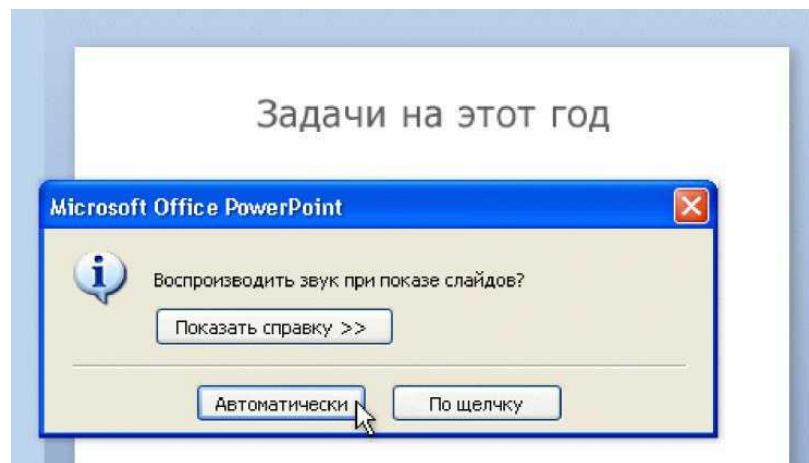 Задачи на этот год
Microsoft Office PowerPoint
Воспроизводить звук при показе слайдов?
Показать справку >>
Автоматически
По щелчку